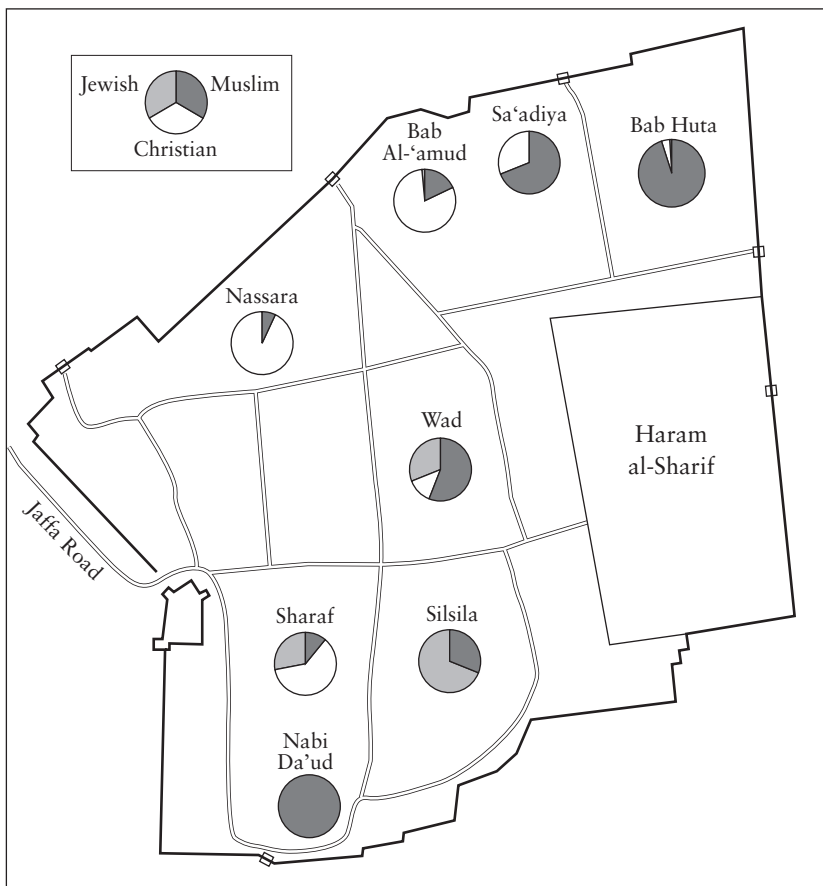 Jewish
Muslim
Christian
Bab
Al-‘amud
Sa‘adiya
Bab Huta
Nassara
Wad
Haram
al-Sharif
Jaffa Road
Sharaf
Silsila
Nabi
Da’ud